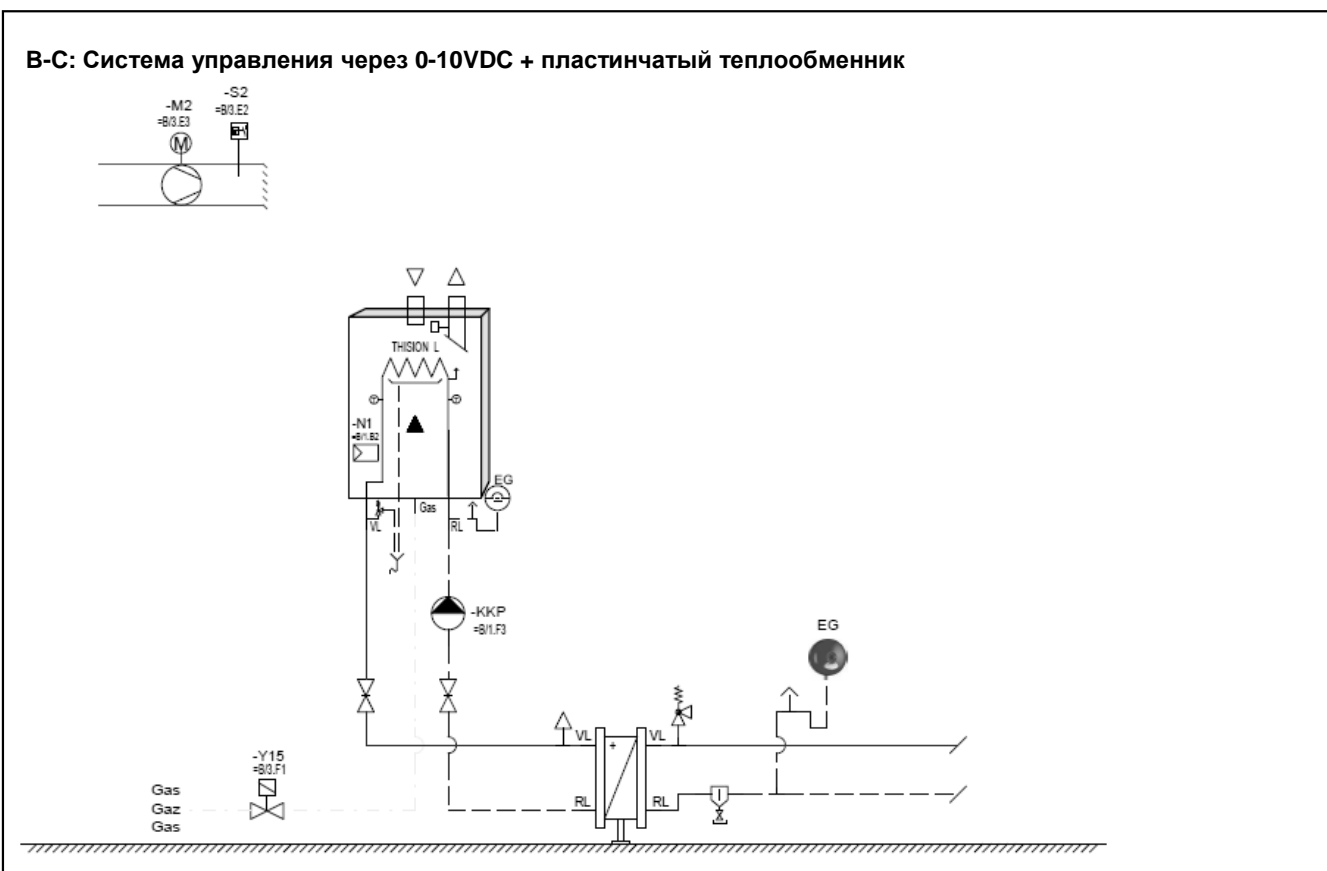 В-С: Система управления через 0-10VDC + пластинчатый теплообменник
-S2
=B/3.E2
-M2
=B/3.E3
M
THISION L
T
T
-N1
=B/1.B2
EG
Gas
VL
RL
-KKP
=B/1.F3
EG
VL
+
VL
-Y15
=B/3.F1
Gas
Gaz
Gas
RL
RL